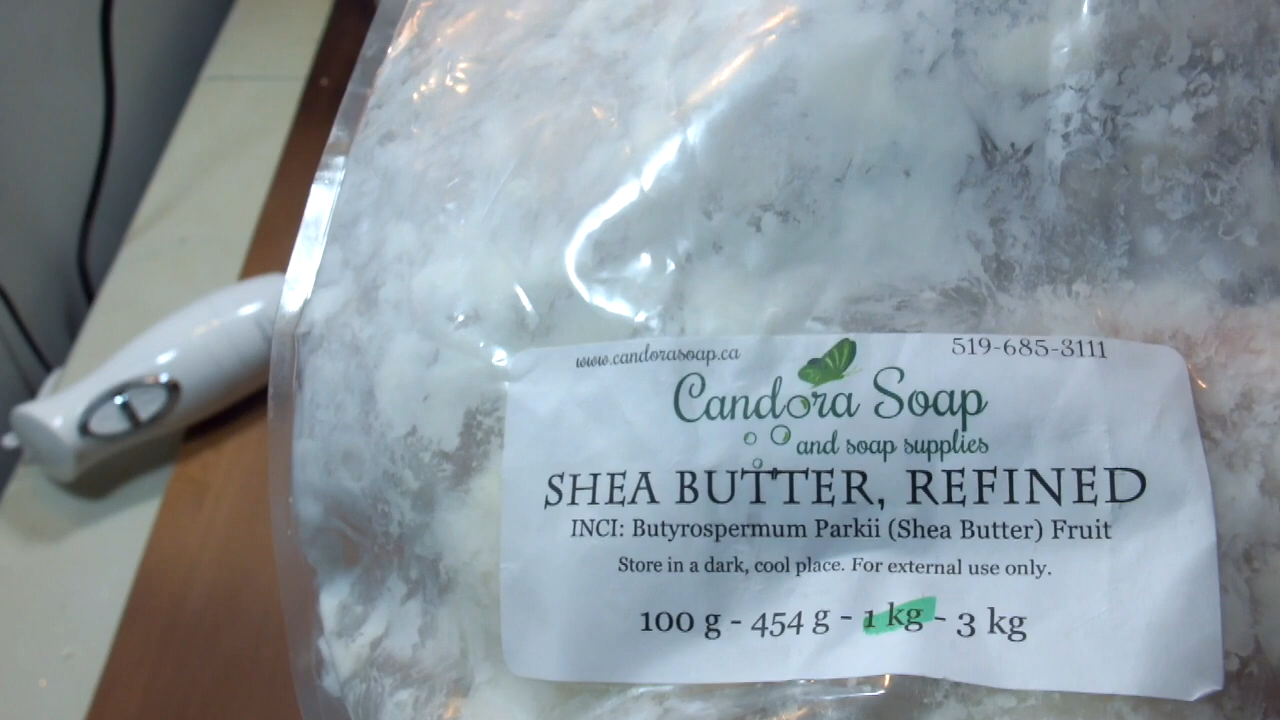 www.candorasoap.ca 519-685-3111
Candora Soap
and soap supplies
SHEA BUTTER, REFINED
INCI: Butyrospermum Parkii (Shea Butter) Fruit
Store in a dark, cool place. For external use only.
100 g - 454 g - 1 kg - 3 kg